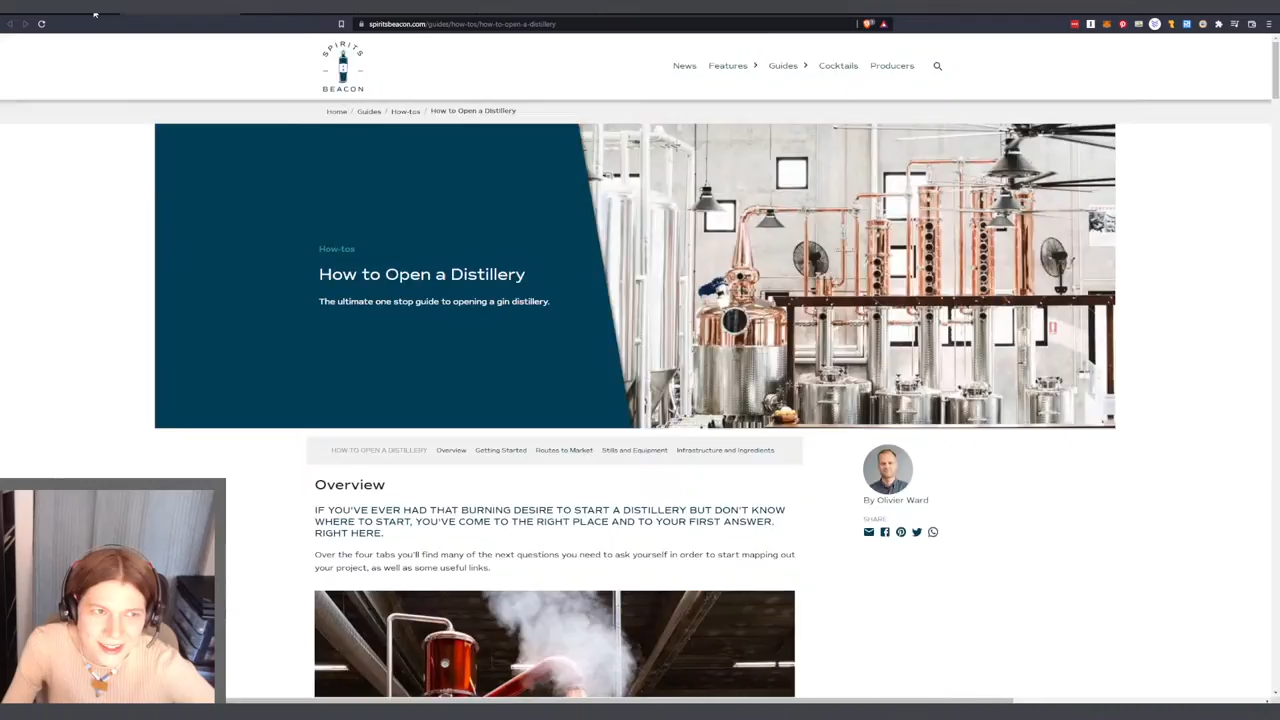 spiritsbeacon.com/guides/how-tos/how-to-open-a-distillery
SPIRITS
BEACON
News
Features
Guides
Cocktails
Producers
Home / Guides / How-tos / How to Open a Distillery
How-tos
How to Open a Distillery
The ultimate one stop guide to opening a gin distillery.
HOW TO OPEN A DISTILLERY Overview Getting Started Routes to Market Stills and Equipment Infrastructure and Ingredients
Overview
IF YOU'VE EVER HAD THAT BURNING DESIRE TO START A DISTILLERY BUT DON'T KNOW
WHERE TO START, YOU'VE COME TO THE RIGHT PLACE AND TO YOUR FIRST ANSWER.
RIGHT HERE.
Over the four tabs you'll find many of the next questions you need to ask yourself in order to start mapping out
your project, as well as some useful links.
By Olivier Ward
SHARE